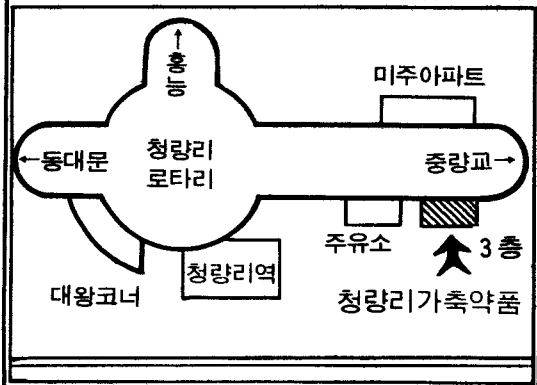 ↑
홍
능
미주아파트
←동대문
청량리
로타리
중량교→
주유소
3층
대왕코너
청량리역
청량리가축약품